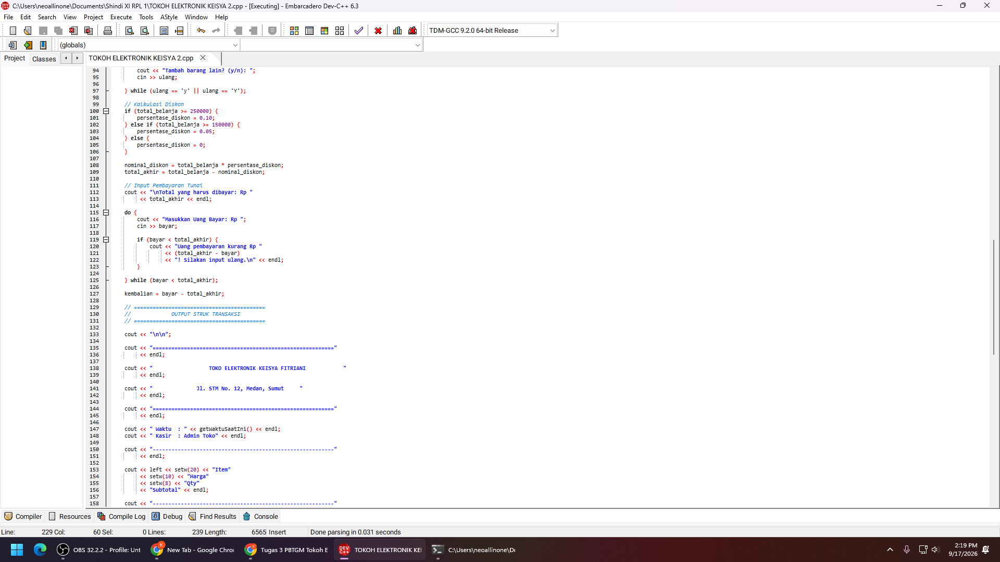 C:\Users\neoallinone\Documents\Shindi XI RPL 1\TOKOH ELEKTRONIK KEISYA 2.cpp - [Executing] - Embarcadero Dev-C++ 6.3
File Edit Search View Project Execute Tools AStyle Window Help
TDM-GCC 9.2.0 64-bit Release
(globals)
Project Classes TOKOH ELEKTRONIK KEISYA 2.cpp
94 cout << "Tambah barang lain? (y/n): ";
95 cin >> ulang;
96
97 } while (ulang == 'y' || ulang == 'Y');
98
99 // Kalkulasi Diskon
100 if (total_belanja >= 250000) {
101 persentase_diskon = 0.10;
102 } else if (total_belanja >= 150000) {
103 persentase_diskon = 0.05;
104 } else {
105 persentase_diskon = 0;
106 }
107
108 nominal_diskon = total_belanja * persentase_diskon;
109 total_akhir = total_belanja - nominal_diskon;
110
111 // Input Pembayaran Tunai
112 cout << "\nTotal yang harus dibayar: Rp "
113 << total_akhir << endl;
114
115 do {
116 cout << "Masukkan Uang Bayar: Rp ";
117 cin >> bayar;
118
119 if (bayar < total_akhir) {
120 cout << "Uang pembayaran kurang Rp "
121 << (total_akhir - bayar)
122 << "! Silakan input ulang.\n" << endl;
123 }
124
125 } while (bayar < total_akhir);
126
127 kembalian = bayar - total_akhir;
128
129 // ==========================================
130 // OUTPUT STRUK TRANSAKSI
131 // ==========================================
132
133 cout << "\n\n";
134
135 cout << "=========================================================="
136 << endl;
137
138 cout << " TOKO ELEKTRONIK KEISYA FITRIANI "
139 << endl;
140
141 cout << " Jl. STM No. 12, Medan, Sumut "
142 << endl;
143
144 cout << "=========================================================="
145 << endl;
146
147 cout << " Waktu : " << getWaktuSaatIni() << endl;
148 cout << " Kasir : Admin Toko" << endl;
149
150 cout << "----------------------------------------------------------"
151 << endl;
152
153 cout << left << setw(20) << "Item"
154 << setw(10) << "Harga"
155 << setw(8) << "Qty"
156 << "Subtotal" << endl;
157
158 cout << "----------------------------------------------------------"
Compiler Resources Compile Log Debug Find Results Console
Line: 229 Col: 60 Sel: 0 Lines: 239 Length: 6565 Insert Done parsing in 0.031 seconds
OBS 32.2.2 - Profile: Unt New Tab - Google Chro Tugas 3 PBTGM Tokoh E TOKOH ELEKTRONIK KEI C:\Users\neoallinone\Do
2:19 PM
9/17/2026